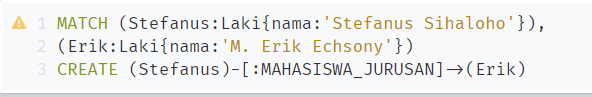 1 MATCH (Stefanus:Laki{nama:'Stefanus Sihaloho'}),
2 (Erik:Laki{nama:'M. Erik Echsony'})
3 CREATE (Stefanus)-[:MAHASISWA_JURUSAN]->(Erik)